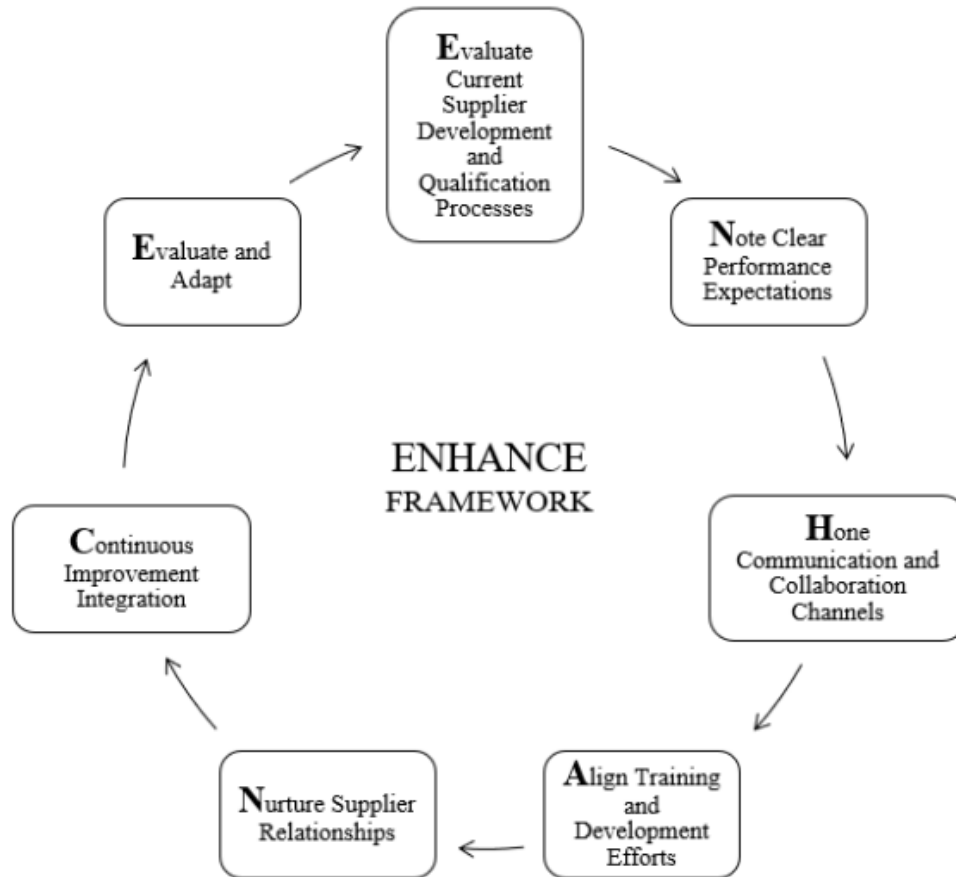 Evaluate
Current
Supplier
Development
and
Qualification
Processes
Note Clear
Performance
Expectations
Hone
Communication and
Collaboration
Channels
Align Training
and
Development
Efforts
Nurture Supplier
Relationships
Continuous
Improvement
Integration
Evaluate and
Adapt
ENHANCE
FRAMEWORK